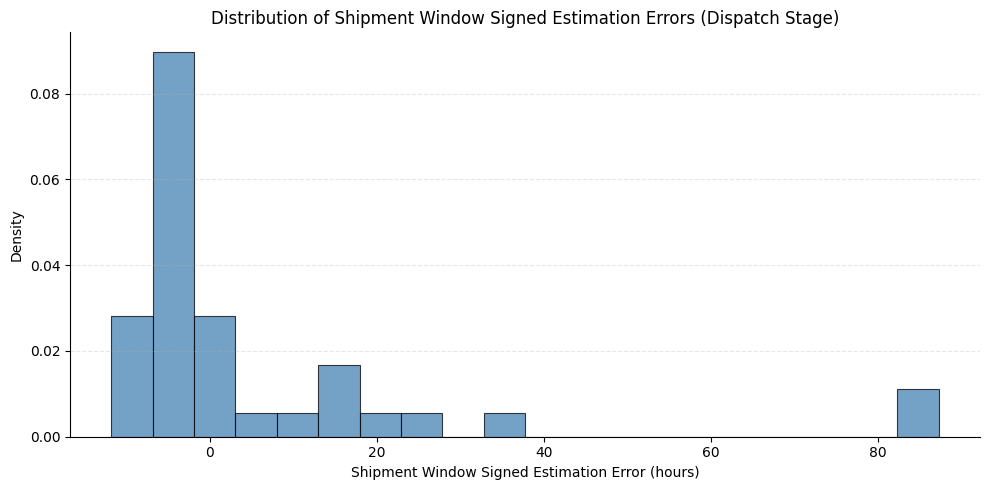 Distribution of Shipment Window Signed Estimation Errors (Dispatch Stage)
Density
0.08
0.06
0.04
0.02
0.00
0 20 40 60 80
Shipment Window Signed Estimation Error (hours)